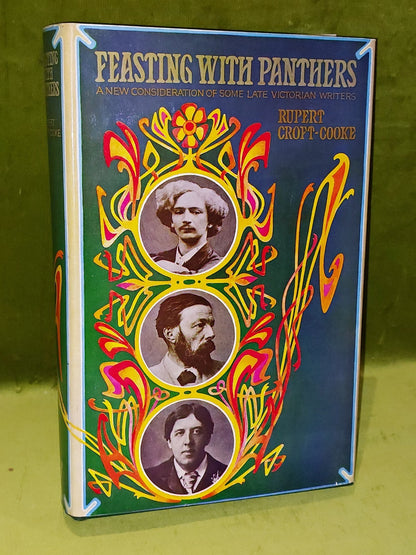 FEASTING WITH PANTHERS
A NEW CONSIDERATION OF SOME LATE VICTORIAN WRITERS
RUPERT
CROFT-COOKE